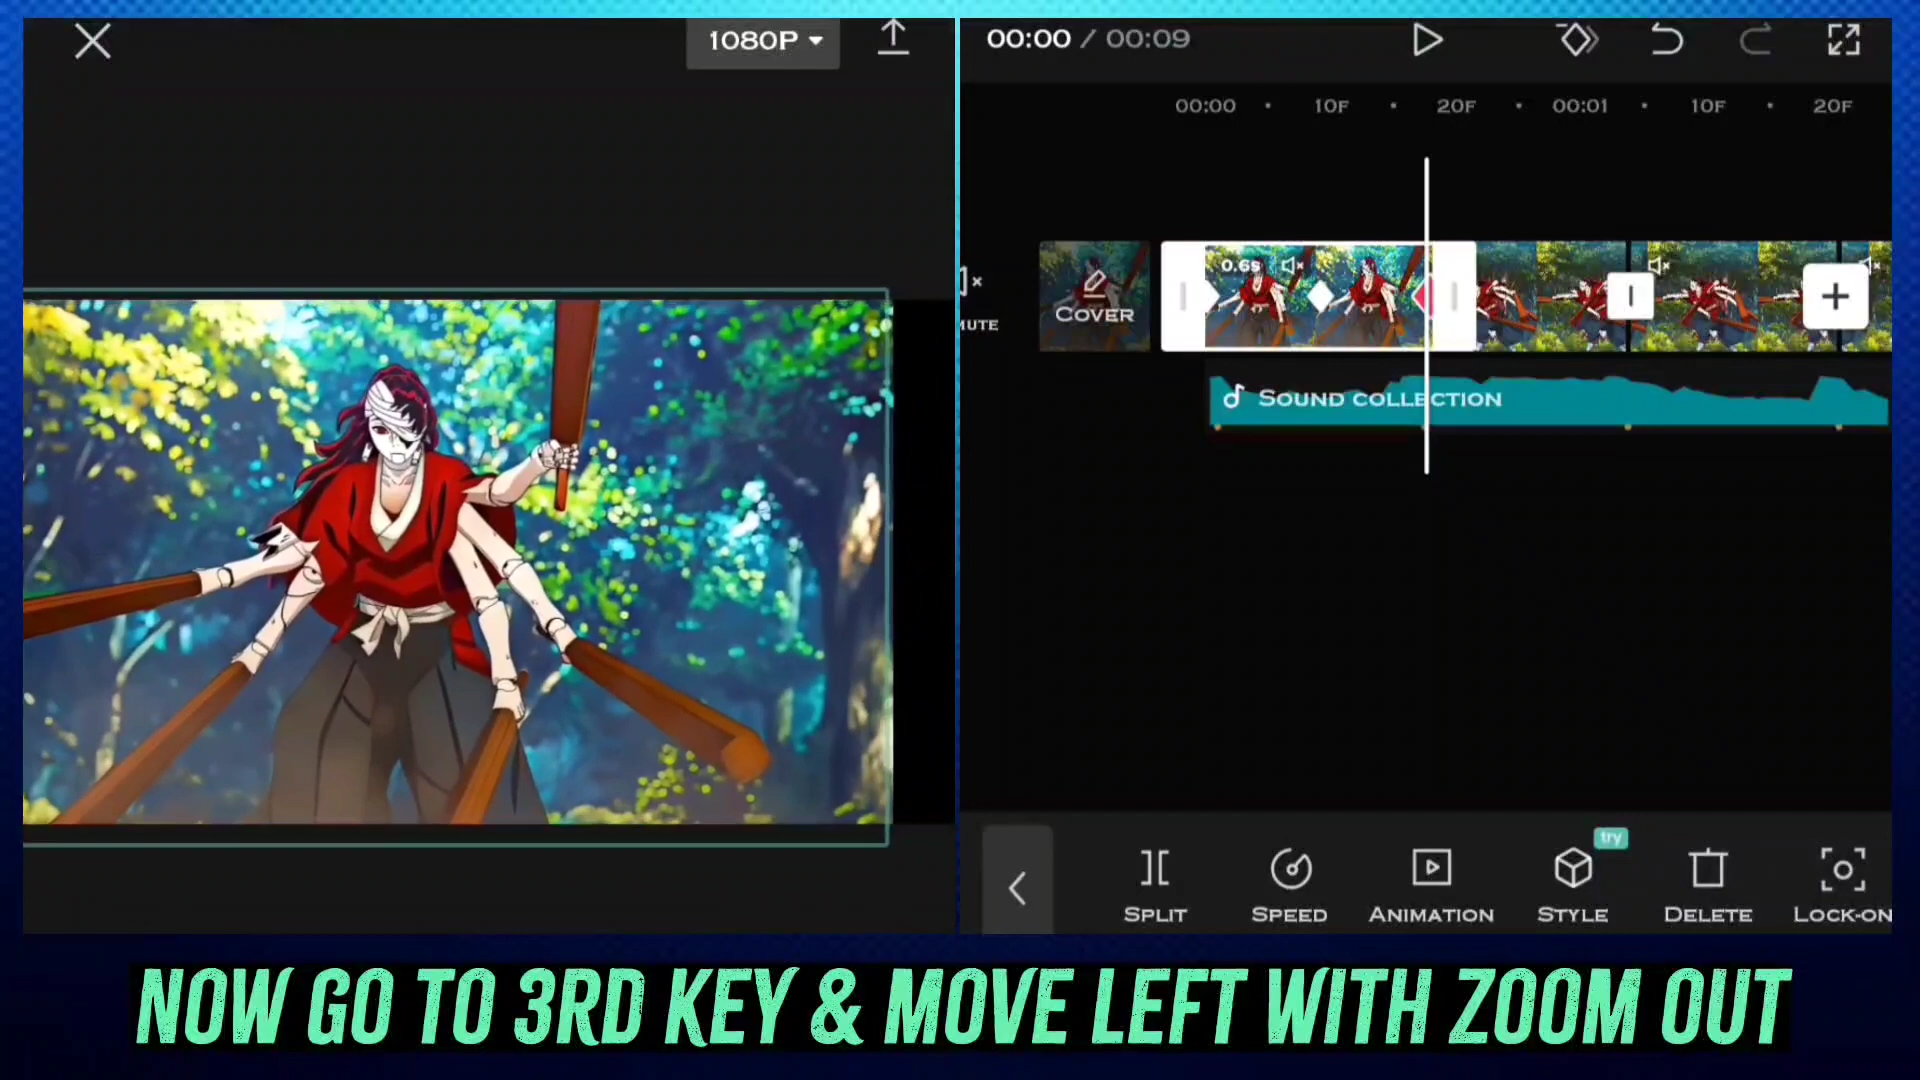 1080P
00:00 / 00:09
00:00 10F 20F 00:01 10F 20F
MUTE
COVER
0.6s
SOUND COLLECTION
try
SPLIT SPEED ANIMATION STYLE DELETE LOCK-ON
NOW GO TO 3RD KEY & MOVE LEFT WITH ZOOM OUT